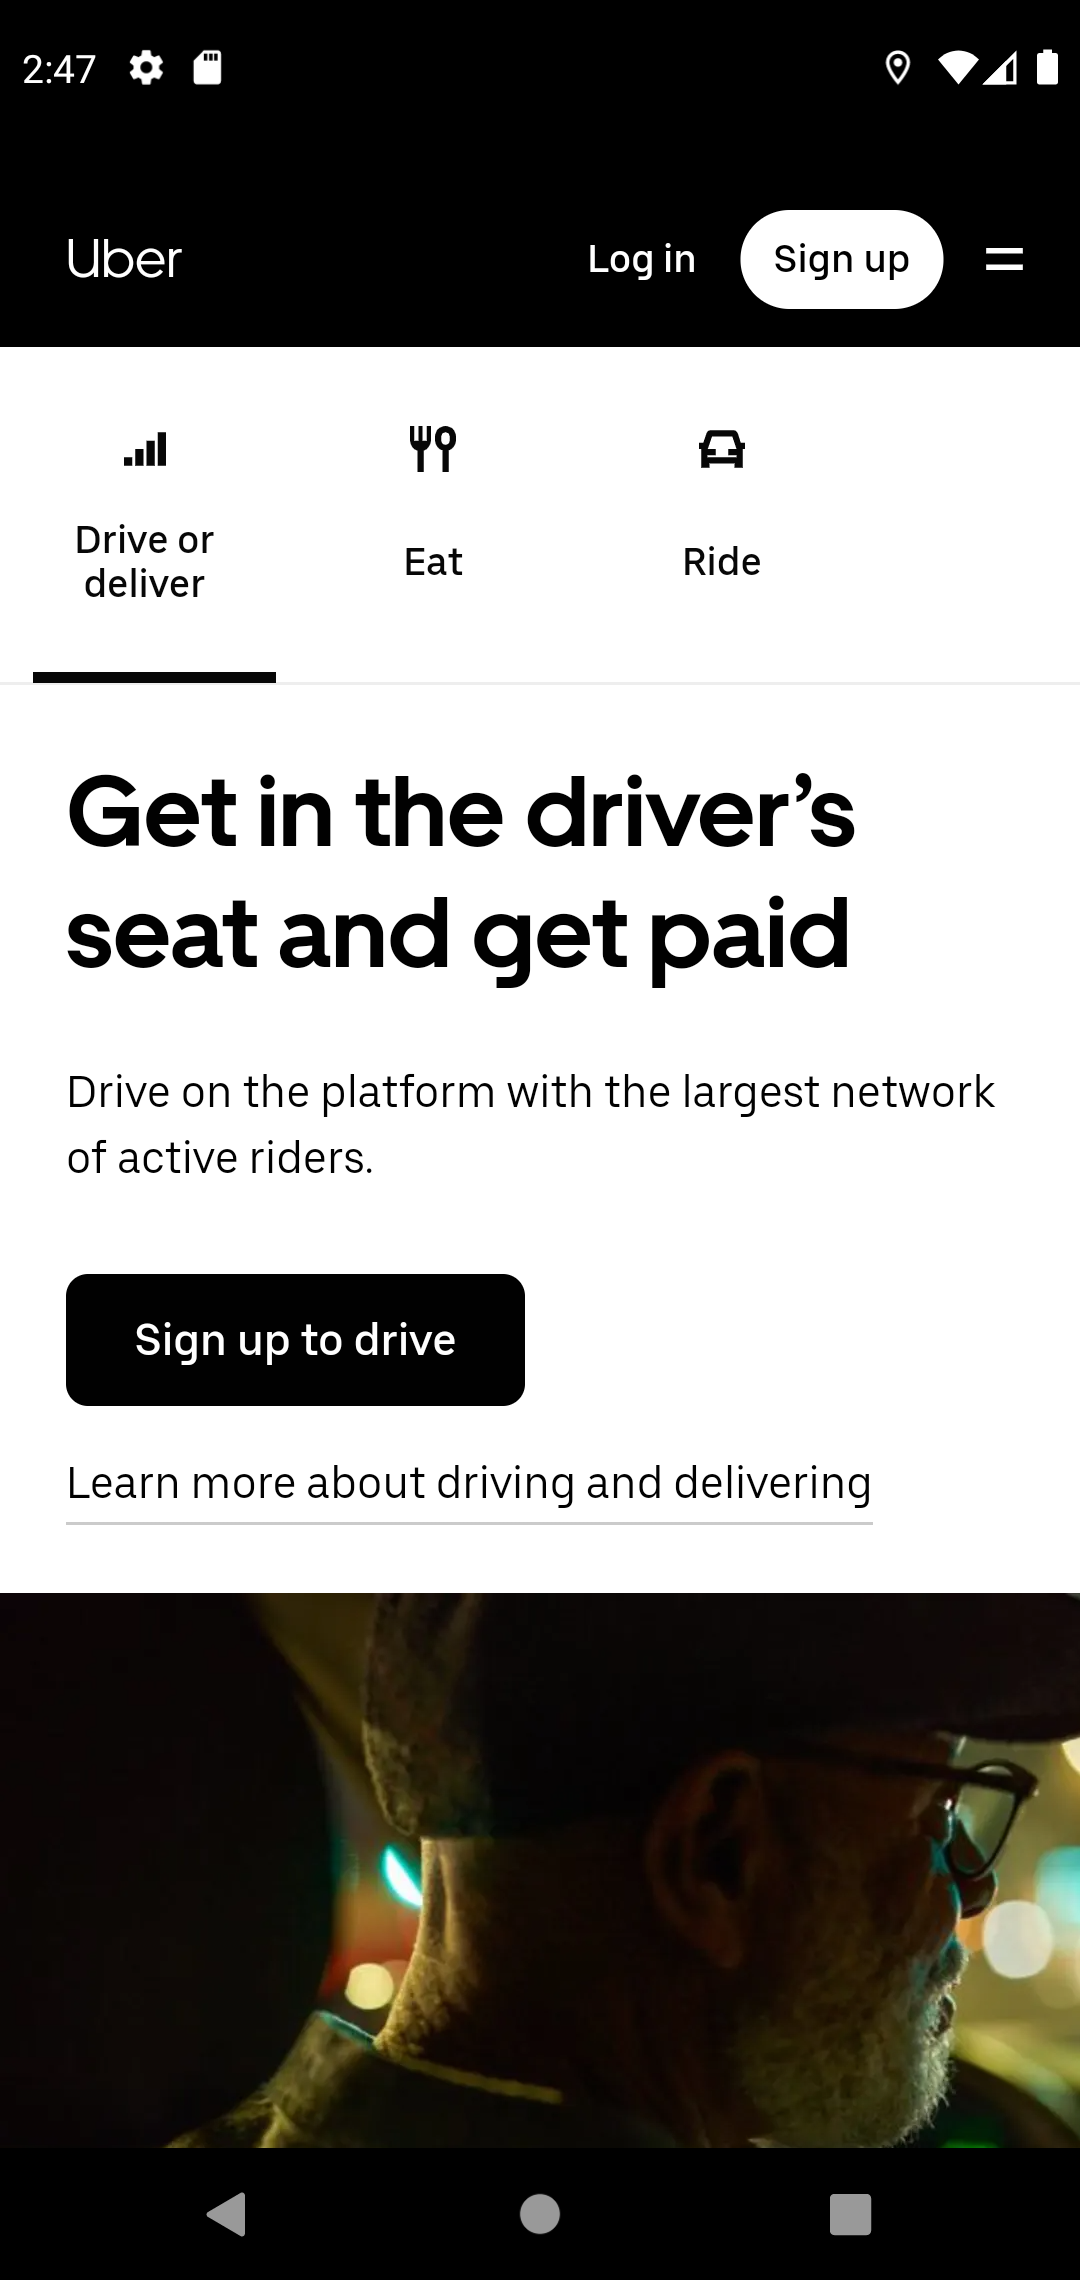 2:47
Uber
Log in
Sign up
Drive or
deliver
Eat
Ride
Get in the driver’s
seat and get paid
Drive on the platform with the largest network
of active riders.
Sign up to drive
Learn more about driving and delivering